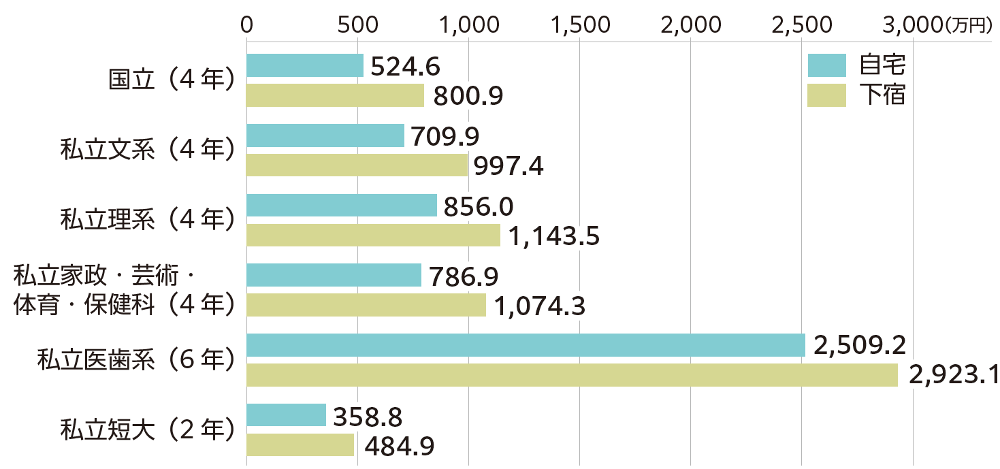 0 500 1,000 1,500 2,000 2,500 3,000(万円)
自宅
下宿
国立（4 年）
524.6
800.9
私立文系（4 年）
709.9
997.4
私立理系（4 年）
856.0
1,143.5
私立家政・芸術・
体育・保健科（4 年）
786.9
1,074.3
私立医歯系（6 年）
2,509.2
2,923.1
私立短大（2 年）
358.8
484.9